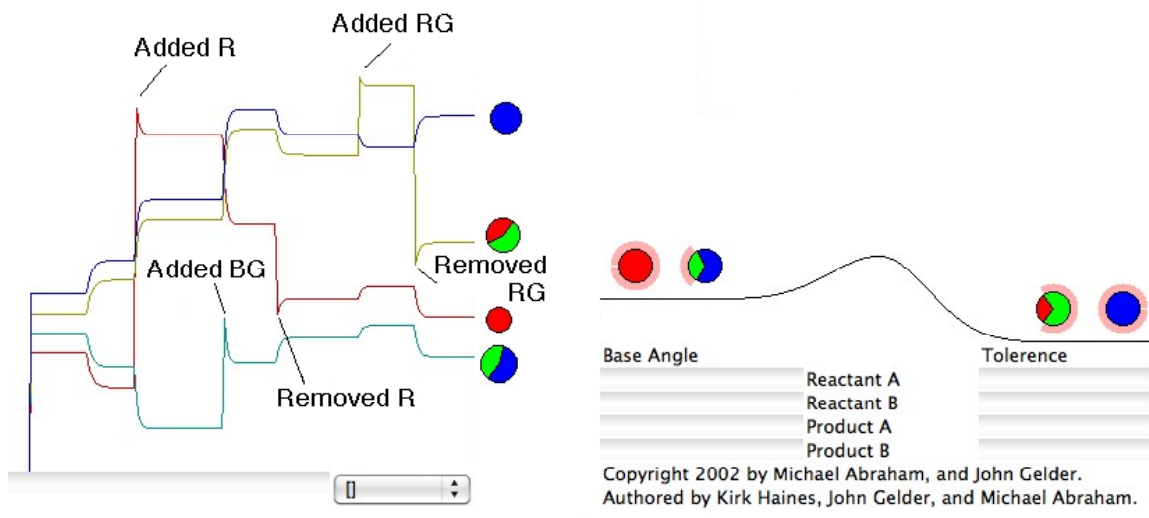 Added RG
Added R
Added BG
Removed
RG
Removed R
[]
Base Angle
Tolerence
Reactant A
Reactant B
Product A
Product B
Copyright 2002 by Michael Abraham, and John Gelder.
Authored by Kirk Haines, John Gelder, and Michael Abraham.